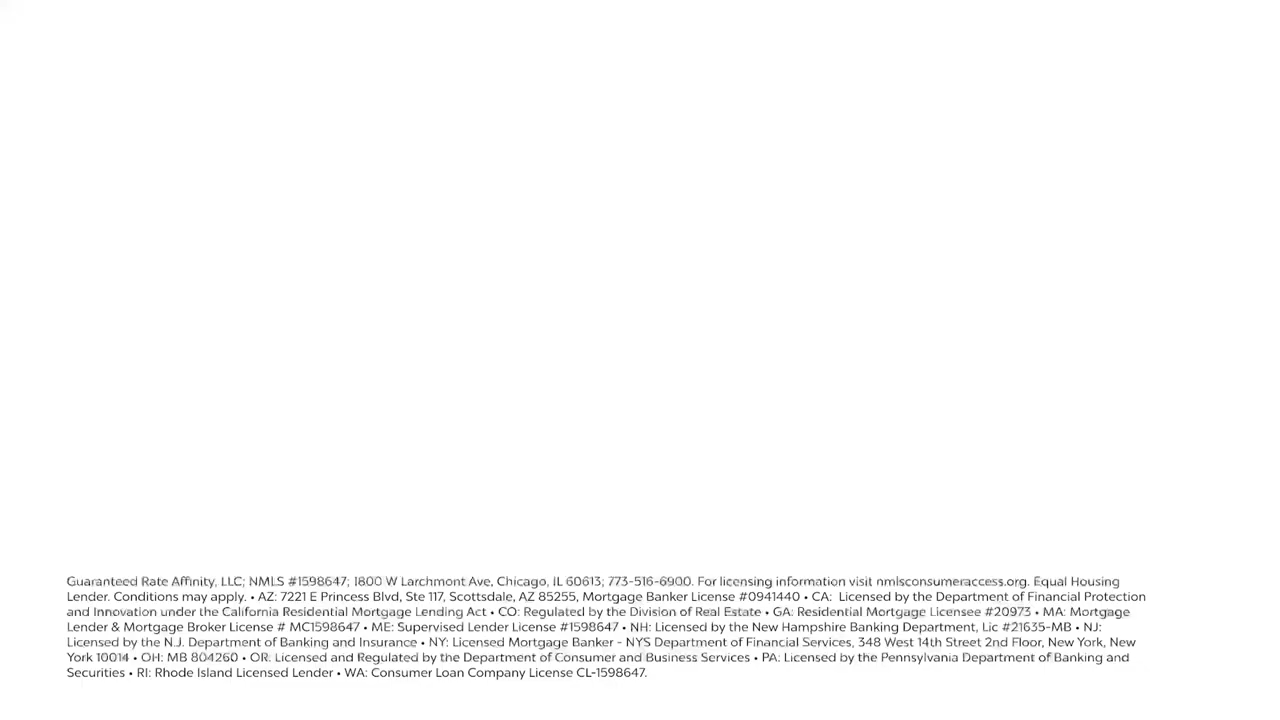 Guaranteed Rate Affinity, LLC; NMLS #1598647; 1800 W Larchmont Ave, Chicago, IL 60613; 773-516-6900. For licensing information visit nmlsconsumeraccess.org. Equal Housing
Lender. Conditions may apply. • AZ: 7221 E Princess Blvd, Ste 117, Scottsdale, AZ 85255, Mortgage Banker License #0941440 • CA: Licensed by the Department of Financial Protection
and Innovation under the California Residential Mortgage Lending Act • CO: Regulated by the Division of Real Estate • GA: Residential Mortgage Licensee #20973 • MA: Mortgage
Lender & Mortgage Broker License # MC1598647 • ME: Supervised Lender License #1598647 • NH: Licensed by the New Hampshire Banking Department, Lic #21635-MB • NJ:
Licensed by the N.J. Department of Banking and Insurance • NY: Licensed Mortgage Banker - NYS Department of Financial Services, 348 West 14th Street 2nd Floor, New York, New
York 10014 • OH: MB 804260 • OR: Licensed and Regulated by the Department of Consumer and Business Services • PA: Licensed by the Pennsylvania Department of Banking and
Securities • RI: Rhode Island Licensed Lender • WA: Consumer Loan Company License CL-1598647.